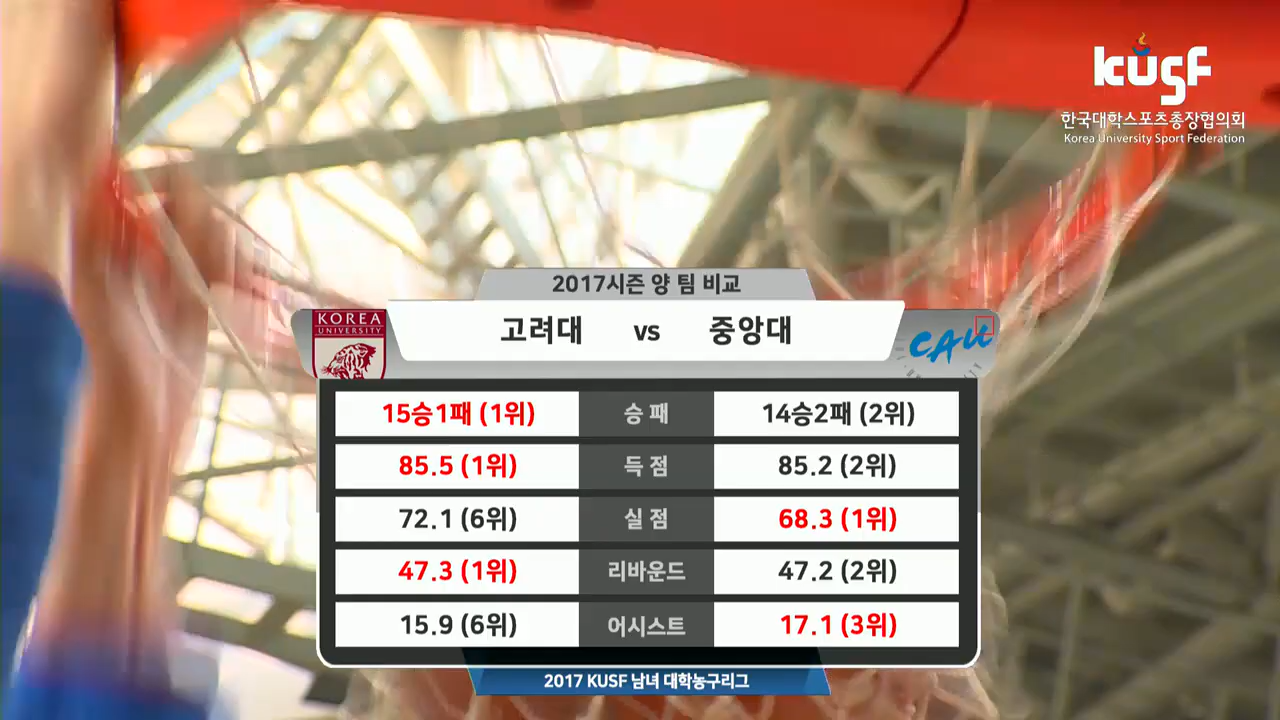 kusf
한국대학스포츠총장협의회
Korea University Sport Federation
2017시즌 양 팀 비교
KOREA
UNIVERSITY
고려대 vs 중앙대
CAU
15승1패 (1위) 승 패 14승2패 (2위)
85.5 (1위) 득 점 85.2 (2위)
72.1 (6위) 실 점 68.3 (1위)
47.3 (1위) 리바운드 47.2 (2위)
15.9 (6위) 어시스트 17.1 (3위)
2017 KUSF 남녀 대학농구리그